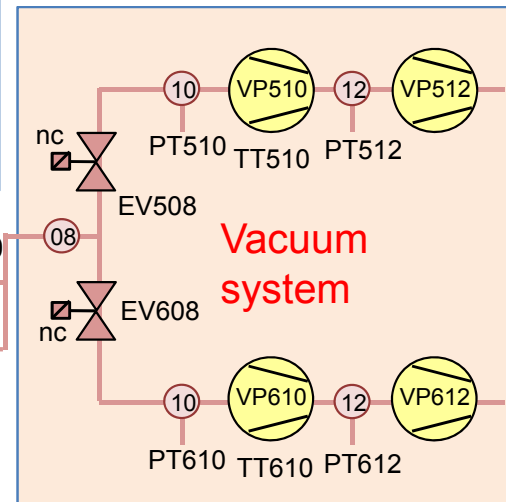 10
VP510
12
VP512
nc
PT510
TT510
PT512
EV508
08
Vacuum
system
EV608
nc
10
VP610
12
VP612
PT610
TT610
PT612